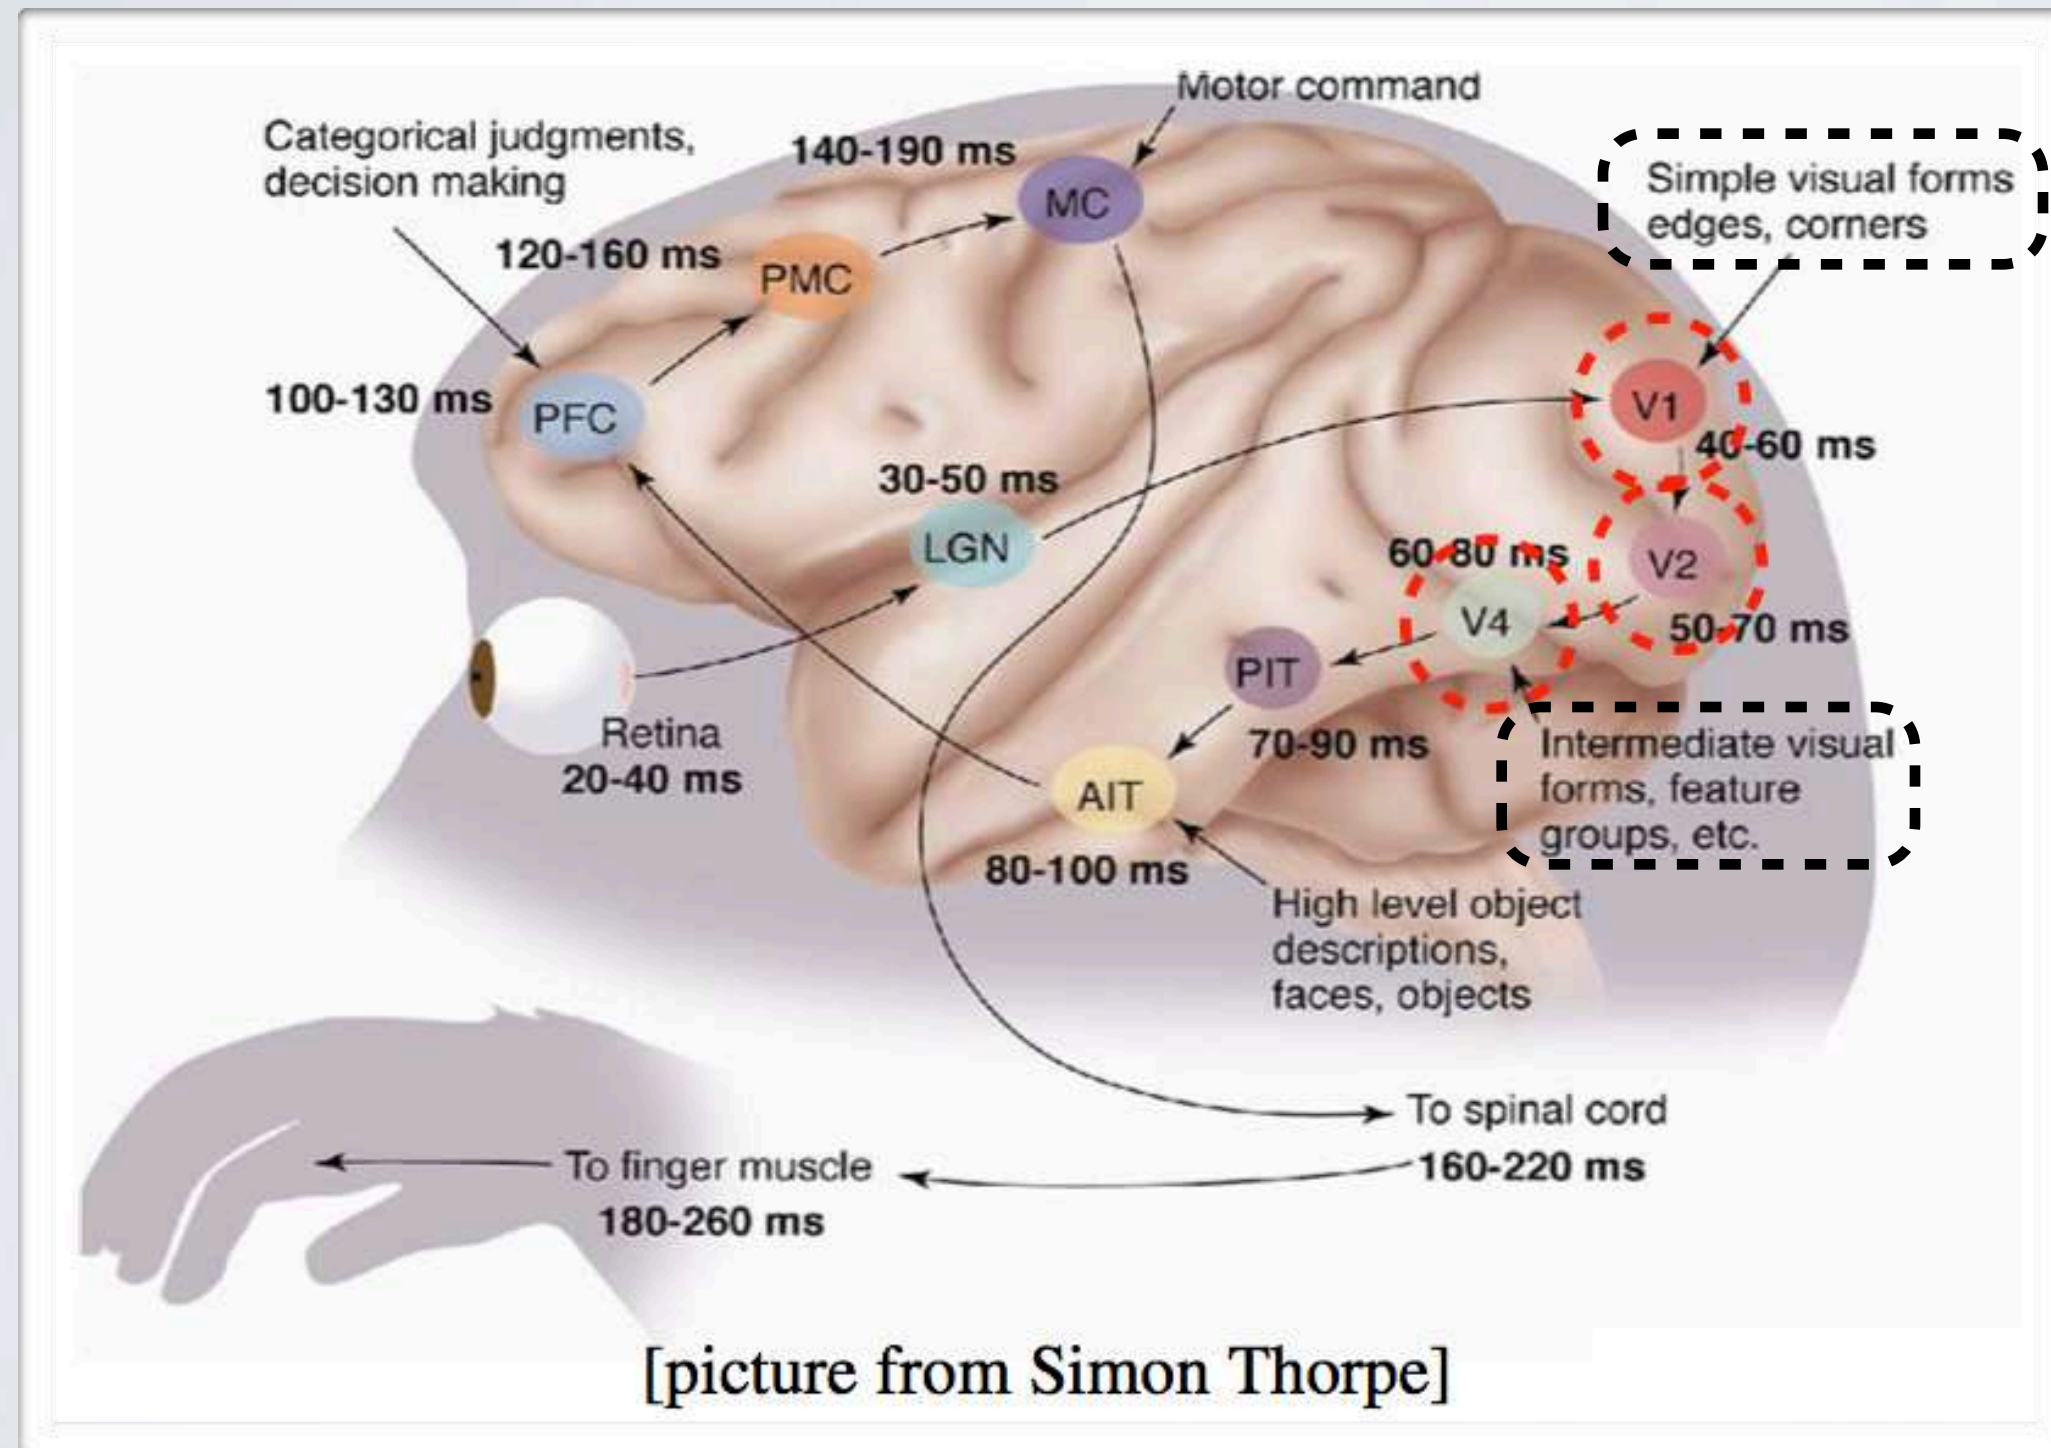 Motor command
Categorical judgments,
decision making
140-190 ms
MC
Simple visual forms
edges, corners
120-160 ms
PMC
100-130 ms
PFC
V1
40-60 ms
30-50 ms
LGN
60-80 ms
V2
V4
50-70 ms
PIT
Retina
20-40 ms
70-90 ms
Intermediate visual
forms, feature
groups, etc.
AIT
80-100 ms
High level object
descriptions,
faces, objects
To spinal cord
160-220 ms
To finger muscle
180-260 ms
[picture from Simon Thorpe]